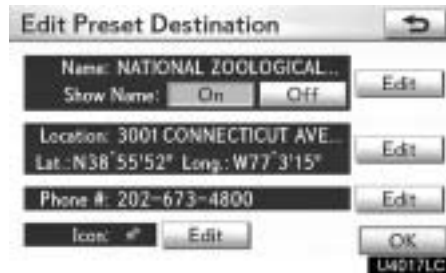 Edit Preset Destination
Name: NATIONAL ZOOLOGICAL...
Edit
Show Name: On Off
Location: 3001 CONNECTICUT AVE...
Edit
Lat.:N38°55'52" Long.:W77°3'15"
Phone #: 202-673-4800
Edit
Icon: Edit
OK
U4017LC